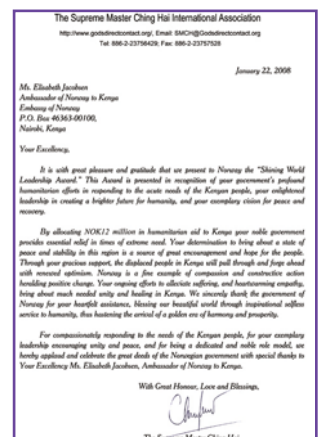 The Supreme Master Ching Hai International Association
http://www.godsdirectcontact.org/, Email: SMCH@Godsdirectcontact.org
Tel: 886-2-23756429; Fax: 886-2-23757528
January 22, 2008
Ms. Elisabeth Jacobsen
Ambassador of Norway to Kenya
Embassy of Norway
P.O. Box 46363-00100,
Nairobi, Kenya
Your Excellency,
It is with great pleasure and gratitude that we present to Norway the "Shining World
Leadership Award." This Award is presented in recognition of your government's profound
humanitarian efforts in responding to the acute needs of the Kenyan people, your enlightened
leadership in creating a brighter future for humanity, and your exemplary vision for peace and
recovery.
By allocating NOK12 million in humanitarian aid to Kenya your noble government
provides essential relief in times of extreme need. Your determination to bring about a state of
peace and stability in this region is a source of great encouragement and hope for the people.
Through your gracious support, the displaced people in Kenya will pull through and forge ahead
with renewed optimism. Norway is a fine example of compassion and constructive action
heralding positive change. Your ongoing efforts to alleviate suffering, and heartwarming empathy,
bring about much needed unity and healing in Kenya. We sincerely thank the government of
Norway for your heartfelt assistance, blessing our beautiful world through inspirational selfless
service to humanity, thus hastening the arrival of a golden era of harmony and prosperity.
For compassionately responding to the needs of the Kenyan people, for your exemplary
leadership encouraging unity and peace, and for being a dedicated and noble role model, we
hereby applaud and celebrate the great deeds of the Norwegian government with special thanks to
Your Excellency Ms. Elisabeth Jacobsen, Ambassador of Norway to Kenya.
With Great Honour, Love and Blessings,
The Supreme Master Ching Hai